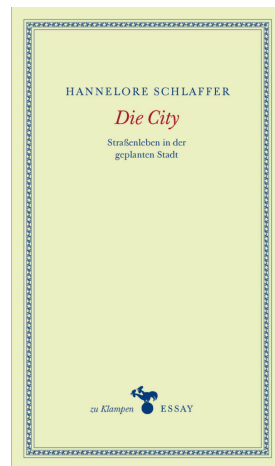 HANNELORE SCHLAFFER
Die City
Straßenleben in der
geplanten Stadt
zu Klampen ESSAY